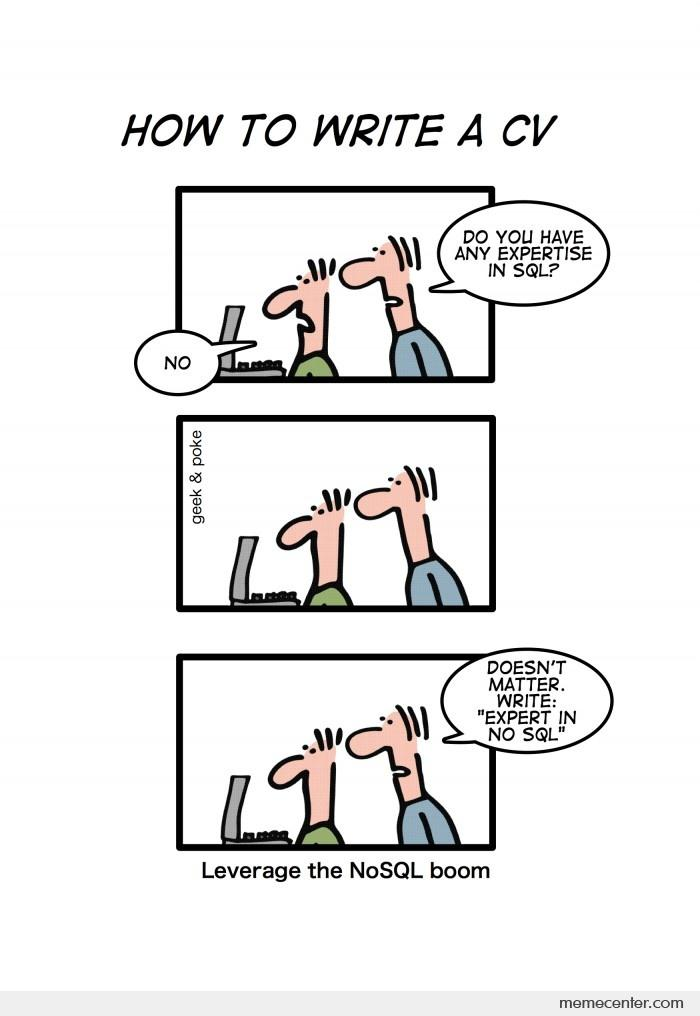 HOW TO WRITE A CV
DO YOU HAVE
ANY EXPERTISE
IN SQL?
NO
geek & poke
DOESN'T
MATTER.
WRITE:
"EXPERT IN
NO SQL"
Leverage the NoSQL boom
memecenter.com